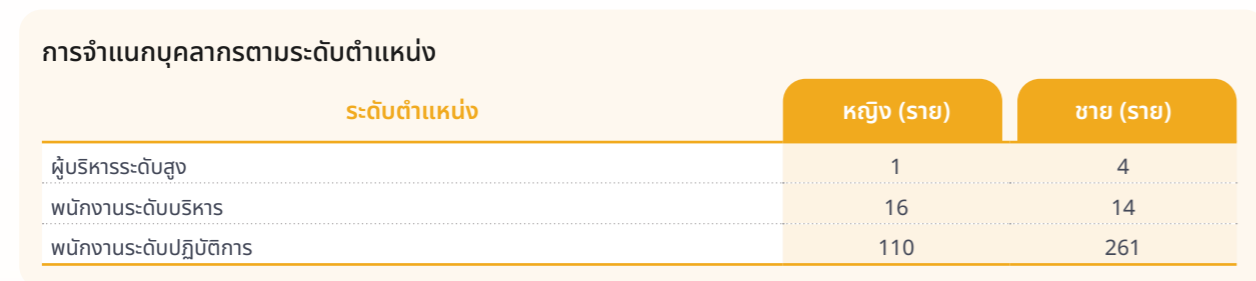 การจำแนกบุคลากรตามระดับตำแหน่ง
ระดับตำแหน่ง หญิง (ราย) ชาย (ราย)
ผู้บริหารระดับสูง 1 4
พนักงานระดับบริหาร 16 14
พนักงานระดับปฏิบัติการ 110 261